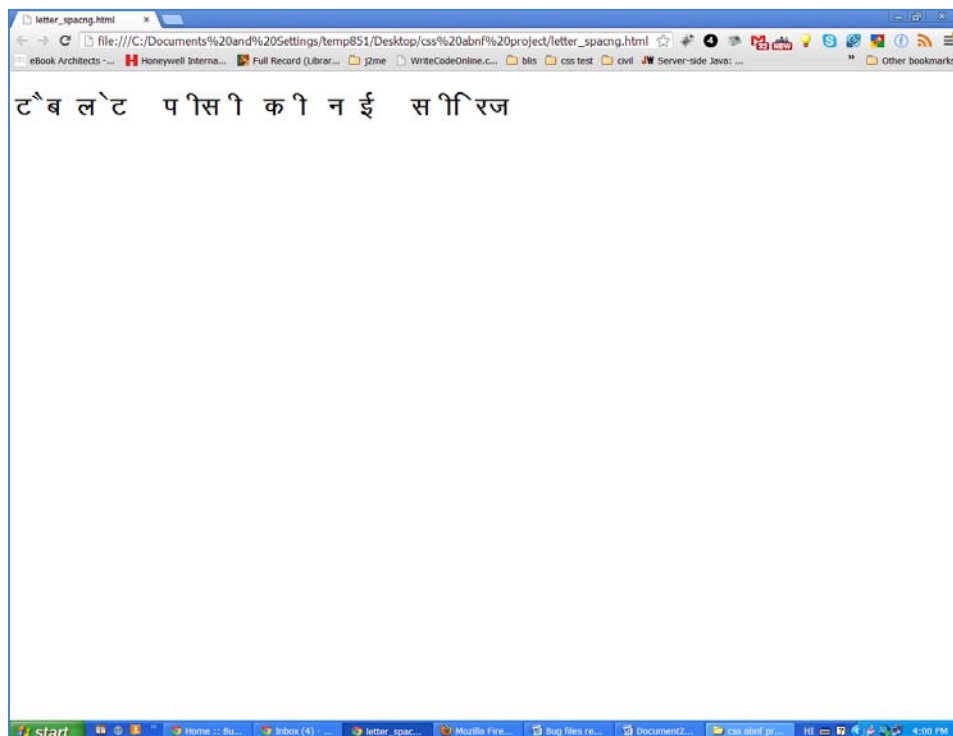 letter_spacng.html
file:///C:/Documents%20and%20Settings/temp851/Desktop/css%20abnf%20project/letter_spacng.html
eBook Architects -... Honeywell Interna... Full Record (Librar... J2me WriteCodeOnline.c... blis css test civil Server-side Java: ... » Other bookmarks
टैबलेट पीसी की नई सीरिज
start Home :: Bu... Inbox (4) - ... letter_spac... Mozilla Fire... Bug files re... Document2... css abnf pr... HI 4:00 PM